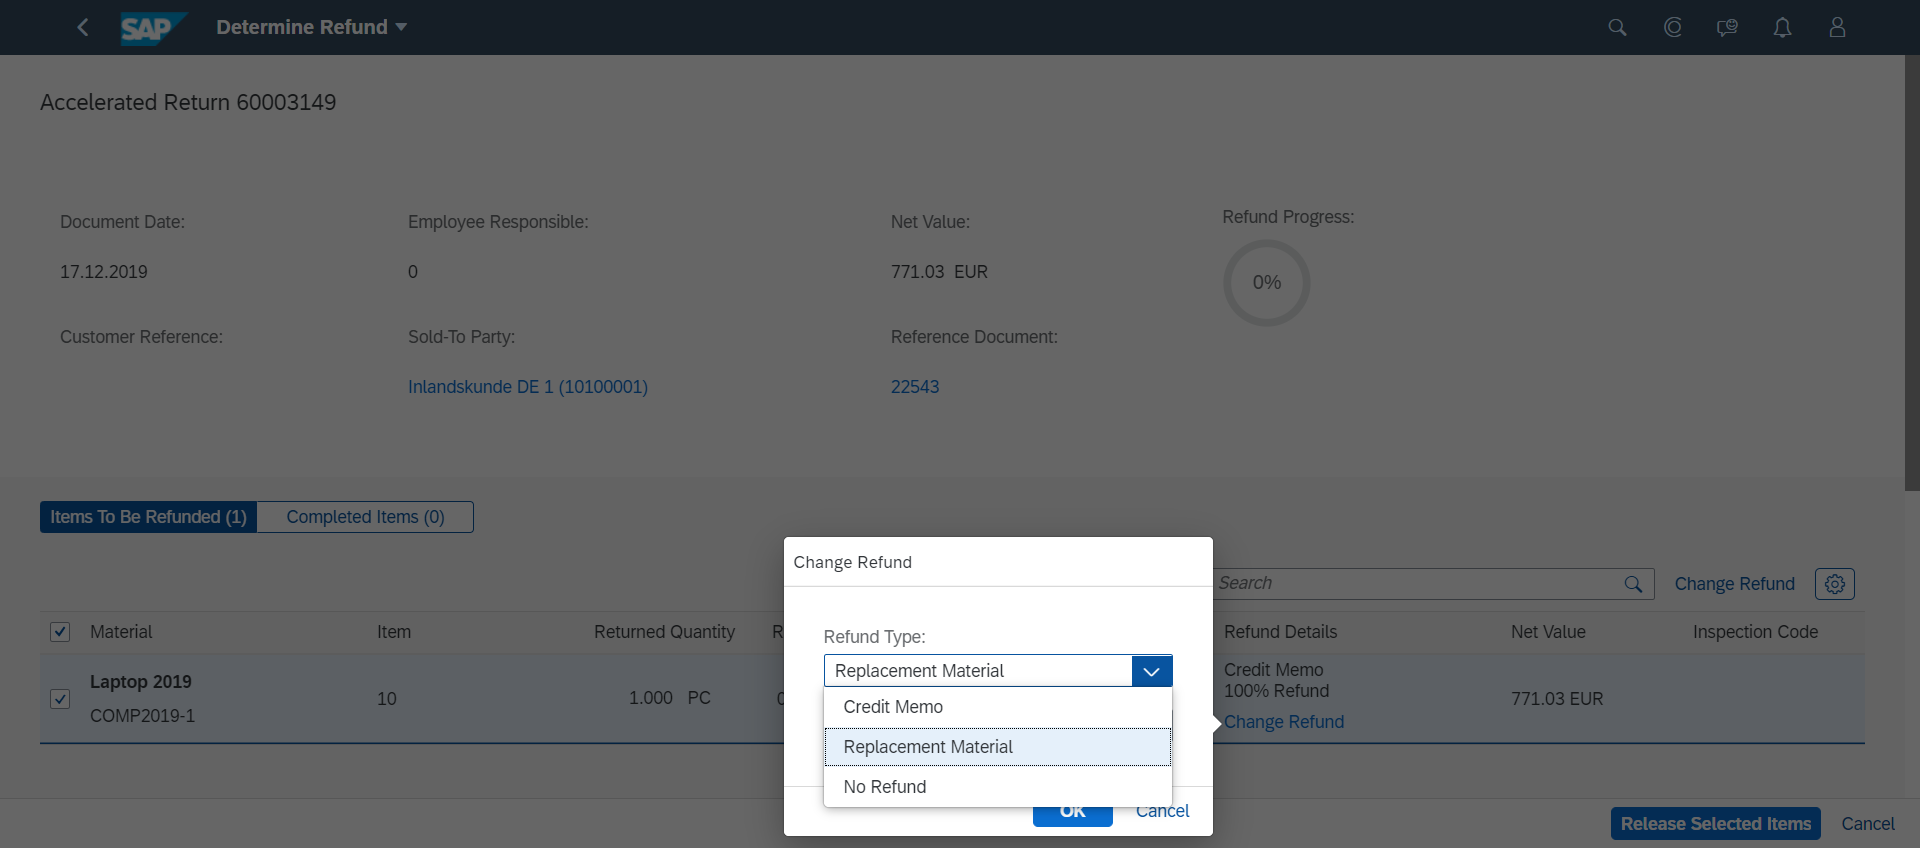 SAP Determine Refund
Accelerated Return 60003149
Document Date: Employee Responsible: Net Value: Refund Progress:
17.12.2019 0 771.03 EUR 0%
Customer Reference: Sold-To Party: Reference Document:
Inlandskunde DE 1 (10100001) 22543
Items To Be Refunded (1) Completed Items (0)
Search Change Refund
Material Item Returned Quantity R Refund Details Net Value Inspection Code
Laptop 2019
COMP2019-1
10 1.000 PC
Credit Memo
100% Refund
Change Refund
771.03 EUR
Change Refund
Refund Type:
Replacement Material
Credit Memo
Replacement Material
No Refund
OK Cancel
Release Selected Items Cancel